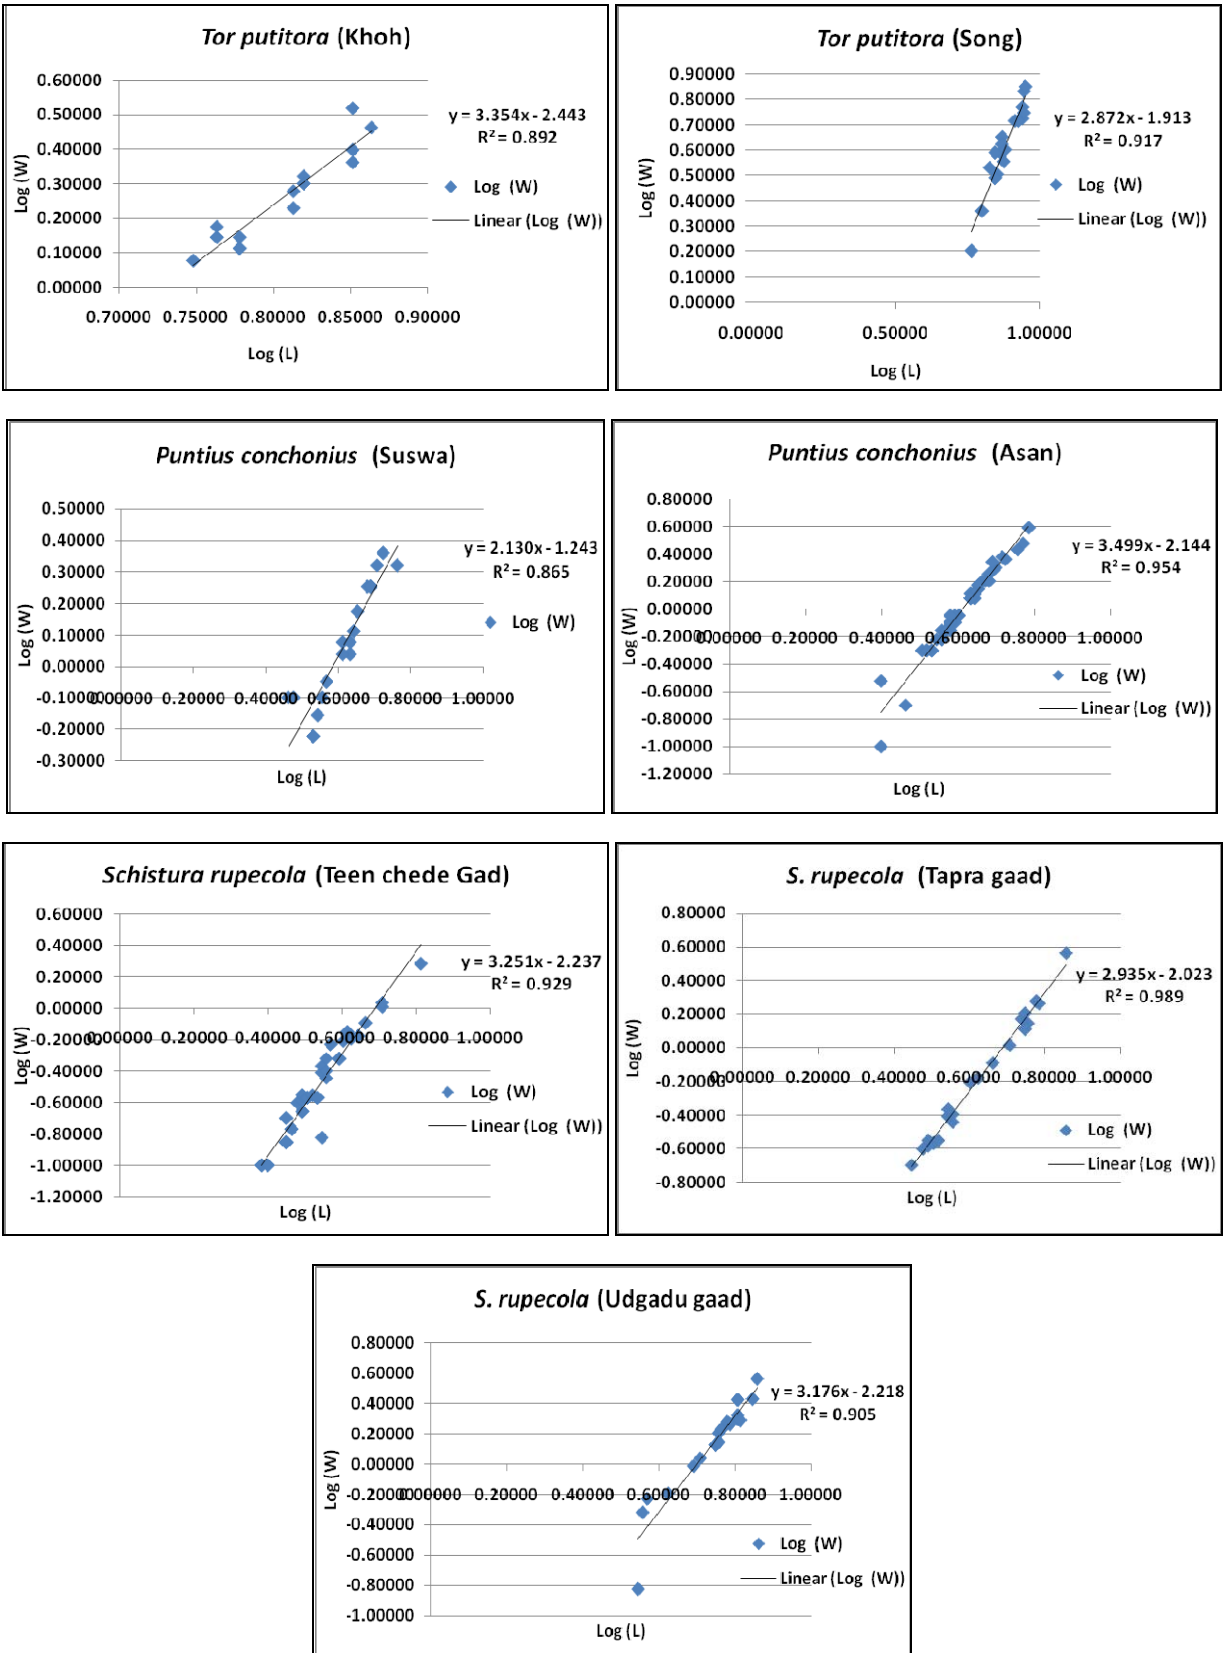 Tor putitora (Khoh)
0.60000
0.50000
0.40000
0.30000
0.20000
0.10000
0.00000
Log (W)
y = 3.354x - 2.443
R² = 0.892
Log (W)
Linear (Log (W))
0.70000 0.75000 0.80000 0.85000 0.90000
Log (L)
Tor putitora (Song)
0.90000
0.80000
0.70000
0.60000
0.50000
0.40000
0.30000
0.20000
0.10000
0.00000
Log (W)
y = 2.872x - 1.913
R² = 0.917
Log (W)
Linear (Log (W))
0.00000 0.50000 1.00000
Log (L)
Puntius conchonius (Suswa)
0.50000
0.40000
0.30000
0.20000
0.10000
0.00000
-0.10000
-0.20000
-0.30000
Log (W)
y = 2.130x - 1.243
R² = 0.865
Log (W)
0.00000 0.20000 0.40000 0.60000 0.80000 1.00000
Log (L)
Puntius conchonius (Asan)
0.80000
0.60000
0.40000
0.20000
0.00000
-0.20000
-0.40000
-0.60000
-0.80000
-1.00000
-1.20000
Log (W)
y = 3.499x - 2.144
R² = 0.954
0.00000 0.20000 0.40000 0.60000 0.80000 1.00000
Log (W)
Linear (Log (W))
Log (L)
Schistura rupecola (Teen chede Gad)
0.60000
0.40000
0.20000
0.00000
-0.20000
-0.40000
-0.60000
-0.80000
-1.00000
-1.20000
Log (W)
y = 3.251x - 2.237
R² = 0.929
0.00000 0.20000 0.40000 0.60000 0.80000 1.00000
Log (W)
Linear (Log (W))
Log (L)
S. rupecola (Tapra gaad)
0.80000
0.60000
0.40000
0.20000
0.00000
-0.20000
-0.40000
-0.60000
-0.80000
Log (W)
y = 2.935x - 2.023
R² = 0.989
0.00000 0.20000 0.40000 0.60000 0.80000 1.00000
Log (W)
Linear (Log (W))
Log (L)
S. rupecola (Udgadu gaad)
0.80000
0.60000
0.40000
0.20000
0.00000
-0.20000
-0.40000
-0.60000
-0.80000
-1.00000
Log (W)
y = 3.176x - 2.218
R² = 0.905
0.00000 0.20000 0.40000 0.60000 0.80000 1.00000
Log (W)
Linear (Log (W))
Log (L)